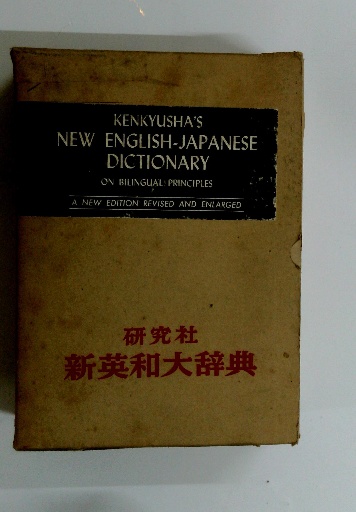 KENKYUSHA'S
NEW ENGLISH-JAPANESE
DICTIONARY
ON BILINGUAL PRINCIPLES
A NEW EDITION REVISED AND ENLARGED
研究社
新英和大辞典